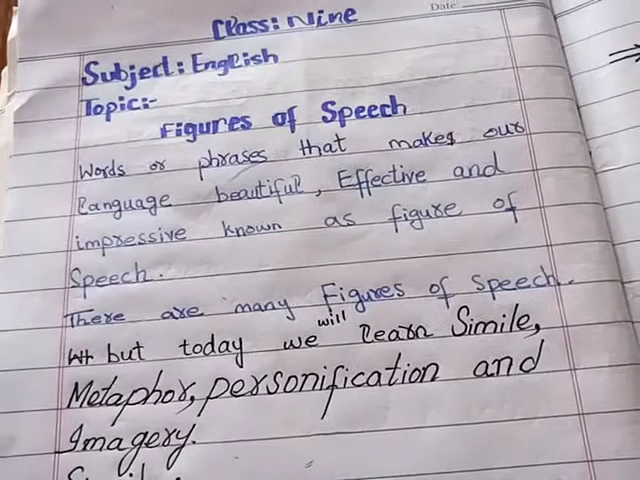 Date:
Class: Nine
Subject: English
Topic:-
Figures of Speech
Words or phrases that makes our
language beautiful, Effective and
impressive known as figure of
Speech.
There are many Figures of Speech.
but today we will learn Simile,
Metaphor, personification and
Imagery.